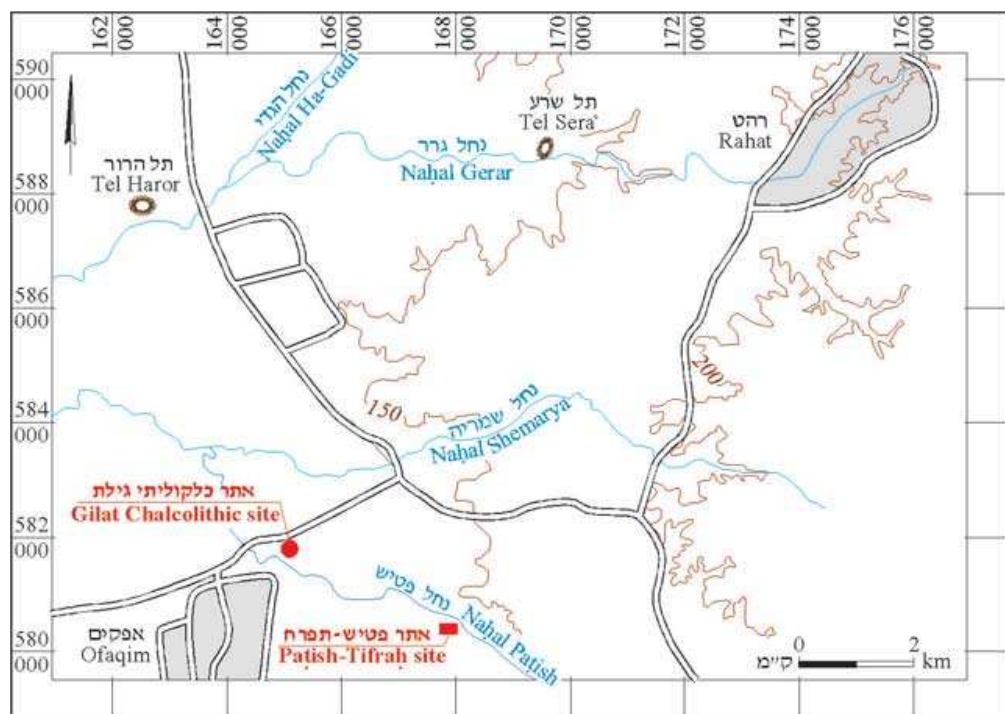 162
000
164
000
166
000
168
000
170
000
172
000
174
000
176
000
590
000
588
000
586
000
584
000
582
000
580
000
נחל הגדי
Naḥal Ha-Gadi
תל שרע
Tel Seraʿ
רהט
Rahat
נחל גרר
Naḥal Gerar
תל הרור
Tel Haror
200
150
נחל שמריה
Naḥal Shemarya
אתר כלקוליתי גילת
Gilat Chalcolithic site
נחל פטיש
Naḥal Patish
אתר פטיש-תפרח
Paṭish-Tifraḥ site
אפקים
Ofaqim
0 2
ק״מ km